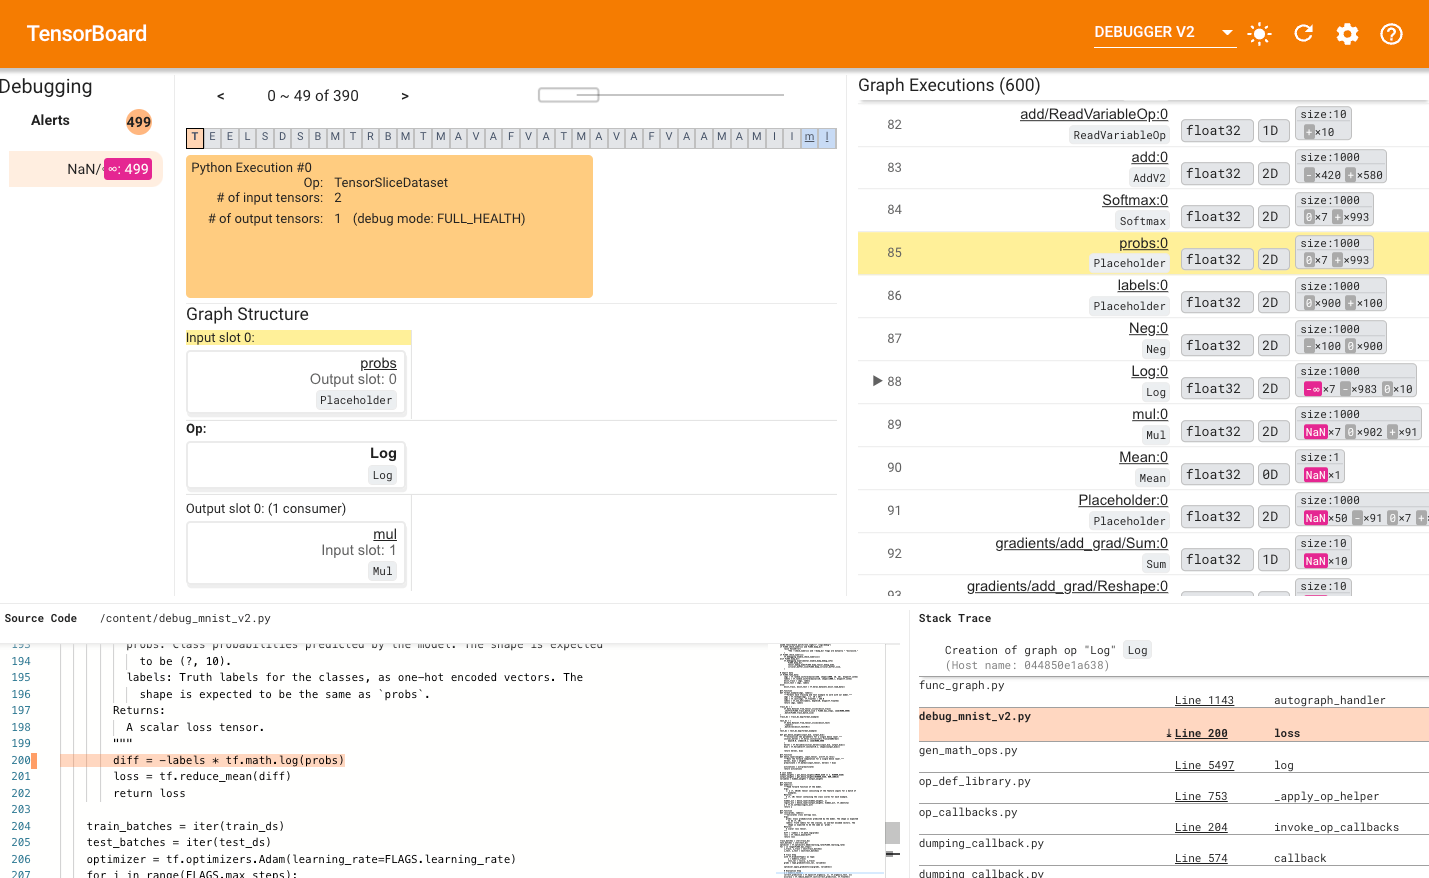 TensorBoard
DEBUGGER V2
Debugging
Alerts
499
NaN/
∞: 499
< 0 ~ 49 of 390 >
T E E L S D S B M T R B M T M A V A F V A T M A V A F V A A M A M I I m l
Python Execution #0
Op: TensorSliceDataset
# of input tensors: 2
# of output tensors: 1 (debug mode: FULL_HEALTH)
Graph Structure
Input slot 0:
probs
Output slot: 0
Placeholder
Op:
Log
Log
Output slot 0: (1 consumer)
mul
Input slot: 1
Mul
Graph Executions (600)
82 add/ReadVariableOp:0 float32 1D size:10
ReadVariableOp +×10
83 add:0 float32 2D size:1000
AddV2 -×420 +×580
84 Softmax:0 float32 2D size:1000
Softmax 0×7 +×993
85 probs:0 float32 2D size:1000
Placeholder 0×7 +×993
86 labels:0 float32 2D size:1000
Placeholder 0×900 +×100
87 Neg:0 float32 2D size:1000
Neg -×100 0×900
88 Log:0 float32 2D size:1000
Log -∞×7 -×983 0×10
89 mul:0 float32 2D size:1000
Mul NaN×7 0×902 +×91
90 Mean:0 float32 0D size:1
Mean NaN×1
91 Placeholder:0 float32 2D size:1000
Placeholder NaN×50 -×91 0×7 +
92 gradients/add_grad/Sum:0 float32 1D size:10
Sum NaN×10
93 gradients/add_grad/Reshape:0 size:10
Source Code /content/debug_mnist_v2.py
193 probs: Class probabilities predicted by the model. The shape is expected
194 to be (?, 10).
195 labels: Truth labels for the classes, as one-hot encoded vectors. The
196 shape is expected to be the same as `probs`.
197 Returns:
198 A scalar loss tensor.
199 """
200 diff = -labels * tf.math.log(probs)
201 loss = tf.reduce_mean(diff)
202 return loss
203
204 train_batches = iter(train_ds)
205 test_batches = iter(test_ds)
206 optimizer = tf.optimizers.Adam(learning_rate=FLAGS.learning_rate)
207 for i in range(FLAGS.max_steps):
Stack Trace
Creation of graph op "Log" Log
(Host name: 044850e1a638)
func_graph.py
Line 1143 autograph_handler
debug_mnist_v2.py
⤓ Line 200 loss
gen_math_ops.py
Line 5497 log
op_def_library.py
Line 753 _apply_op_helper
op_callbacks.py
Line 204 invoke_op_callbacks
dumping_callback.py
Line 574 callback
dumping_callback.py